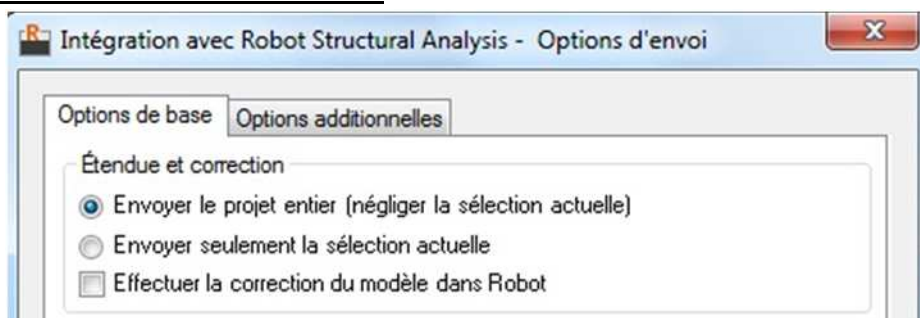 Intégration avec Robot Structural Analysis - Options d'envoi
Options de base
Options additionnelles
Étendue et correction
Envoyer le projet entier (négliger la sélection actuelle)
Envoyer seulement la sélection actuelle
Effectuer la correction du modèle dans Robot